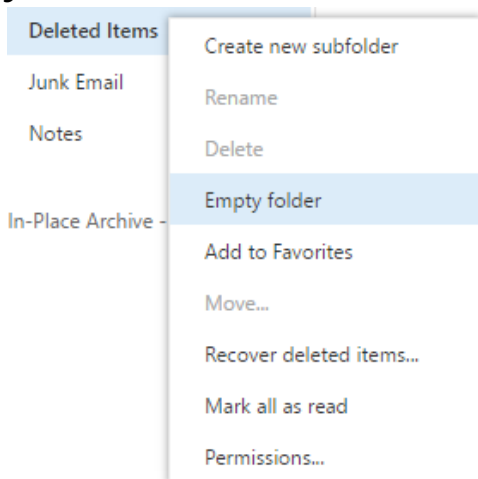 Deleted Items
Junk Email
Notes
In-Place Archive -
Create new subfolder
Rename
Delete
Empty folder
Add to Favorites
Move...
Recover deleted items...
Mark all as read
Permissions...